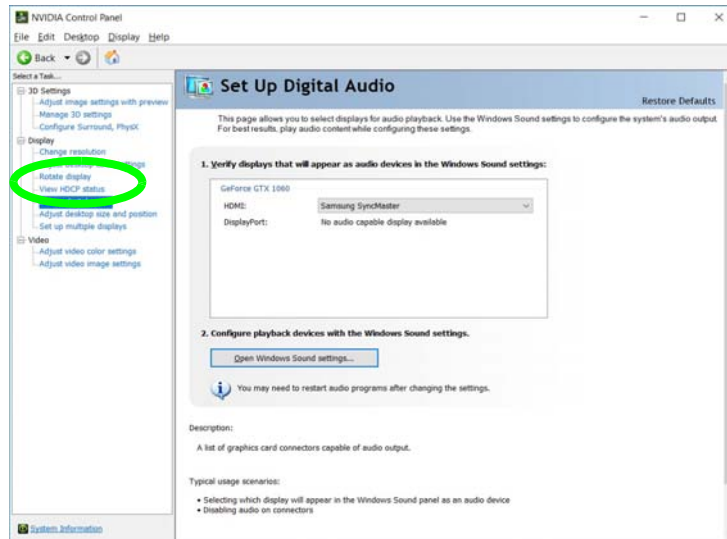 NVIDIA Control Panel
File Edit Desktop Display Help
Back
Select a Task...
3D Settings
Adjust image settings with preview
Manage 3D settings
Configure Surround, PhysX
Display
Change resolution
settings
Rotate display
View HDCP status
Adjust desktop size and position
Set up multiple displays
Video
Adjust video color settings
Adjust video image settings
System Information
Set Up Digital Audio
Restore Defaults
This page allows you to select displays for audio playback. Use the Windows Sound settings to configure the system's audio output.
For best results, play audio content while configuring these settings.
1. Verify displays that will appear as audio devices in the Windows Sound settings:
GeForce GTX 1060
HDMI: Samsung SyncMaster
DisplayPort: No audio capable display available
2. Configure playback devices with the Windows Sound settings.
Open Windows Sound settings...
You may need to restart audio programs after changing the settings.
Description:
A list of graphics card connectors capable of audio output.
Typical usage scenarios:
• Selecting which display will appear in the Windows Sound panel as an audio device
• Disabling audio on connectors